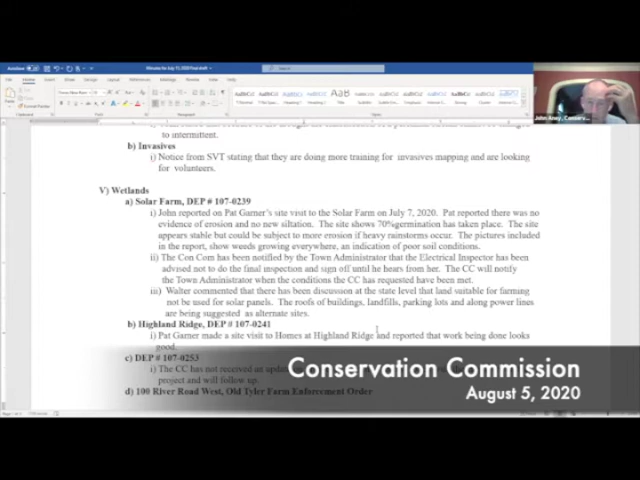 AutoSave
Minutes for July
to intermittent.
b) Invasives
i) Notice from SVT stating that they are doing more training for invasives mapping and are looking
for volunteers.
V) Wetlands
a) Solar Farm, DEP # 107-0239
i) John reported on Pat Garner's site visit to the Solar Farm on July 7, 2020. Pat reported there was no
evidence of erosion and no new siltation. The site shows 70%germination has taken place. The site
appears stable but could be subject to more erosion if heavy rainstorms occur. The pictures included
in the report, show weeds growing everywhere, an indication of poor soil conditions.
ii) The Con Com has been notified by the Town Administrator that the Electrical Inspector has been
advised not to do the final inspection and sign off until he hears from her. The CC will notify
the Town Administrator when the conditions the CC has requested have been met.
iii) Walter commented that there has been discussion at the state level that land suitable for farming
not be used for solar panels. The roofs of buildings, landfills, parking lots and along power lines
are being suggested as alternate sites.
b) Highland Ridge, DEP # 107-0241
i) Pat Garner made a site visit to Homes at Highland Ridge and reported that work being done looks
good.
c) DEP # 107-0253
i) The CC has not received an
project and will follow up.
d) 100 River Road West, Old Tyler Farm Enforcement Order
Conservation Commission
August 5, 2020